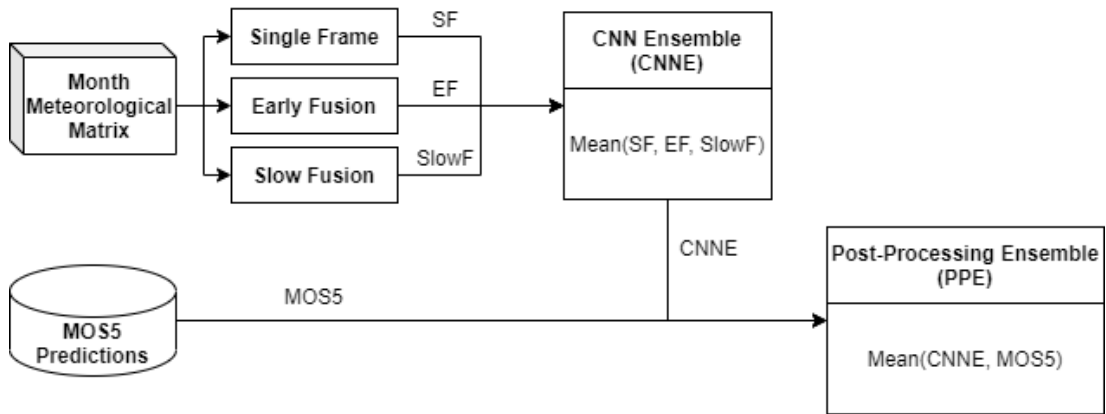 Month
Meteorological
Matrix
Single Frame
SF
Early Fusion
EF
Slow Fusion
SlowF
CNN Ensemble
(CNNE)
Mean(SF, EF, SlowF)
CNNE
MOS5
Predictions
MOS5
Post-Processing Ensemble
(PPE)
Mean(CNNE, MOS5)